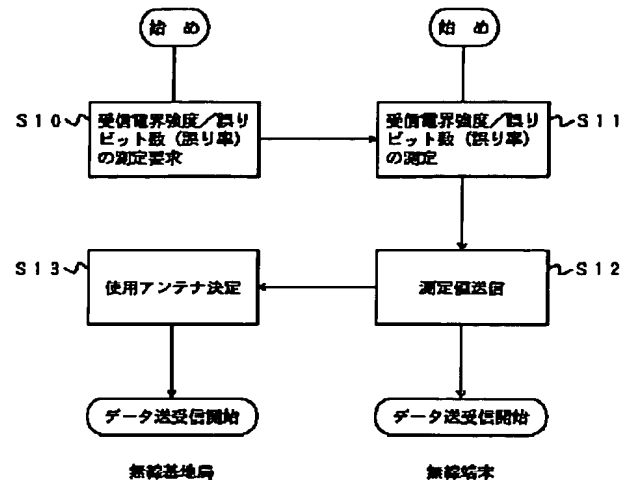 始 め
始 め
S10
受信電界強度／誤り
ビット数（誤り率）
の測定要求
受信電界強度／誤り
ビット数（誤り率）
の測定
S11
S13
使用アンテナ決定
測定値送信
S12
データ送受信開始
データ送受信開始
無線基地局
無線端末